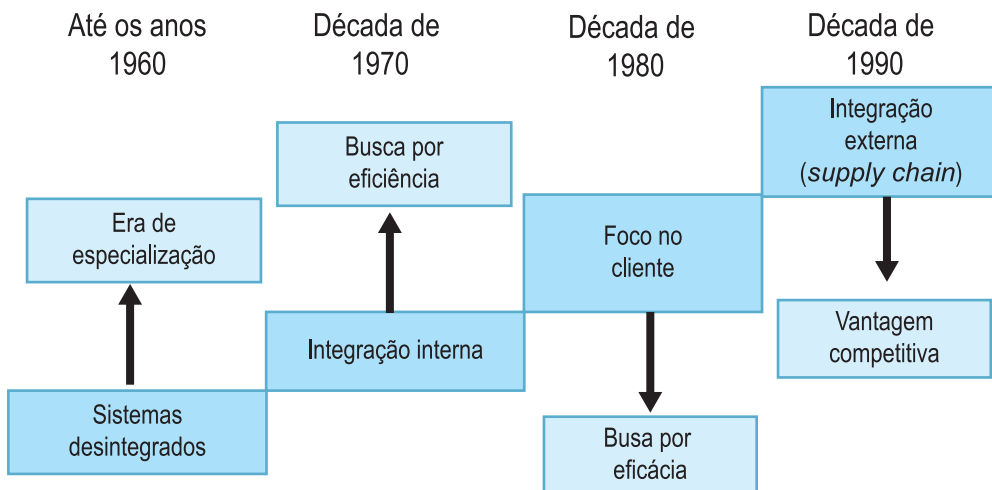 Até os anos
1960
Década de
1970
Década de
1980
Década de
1990
Era de
especialização
Sistemas
desintegrados
Busca por
eficiência
Integração interna
Foco no
cliente
Busa por
eficácia
Integração
externa
(supply chain)
Vantagem
competitiva